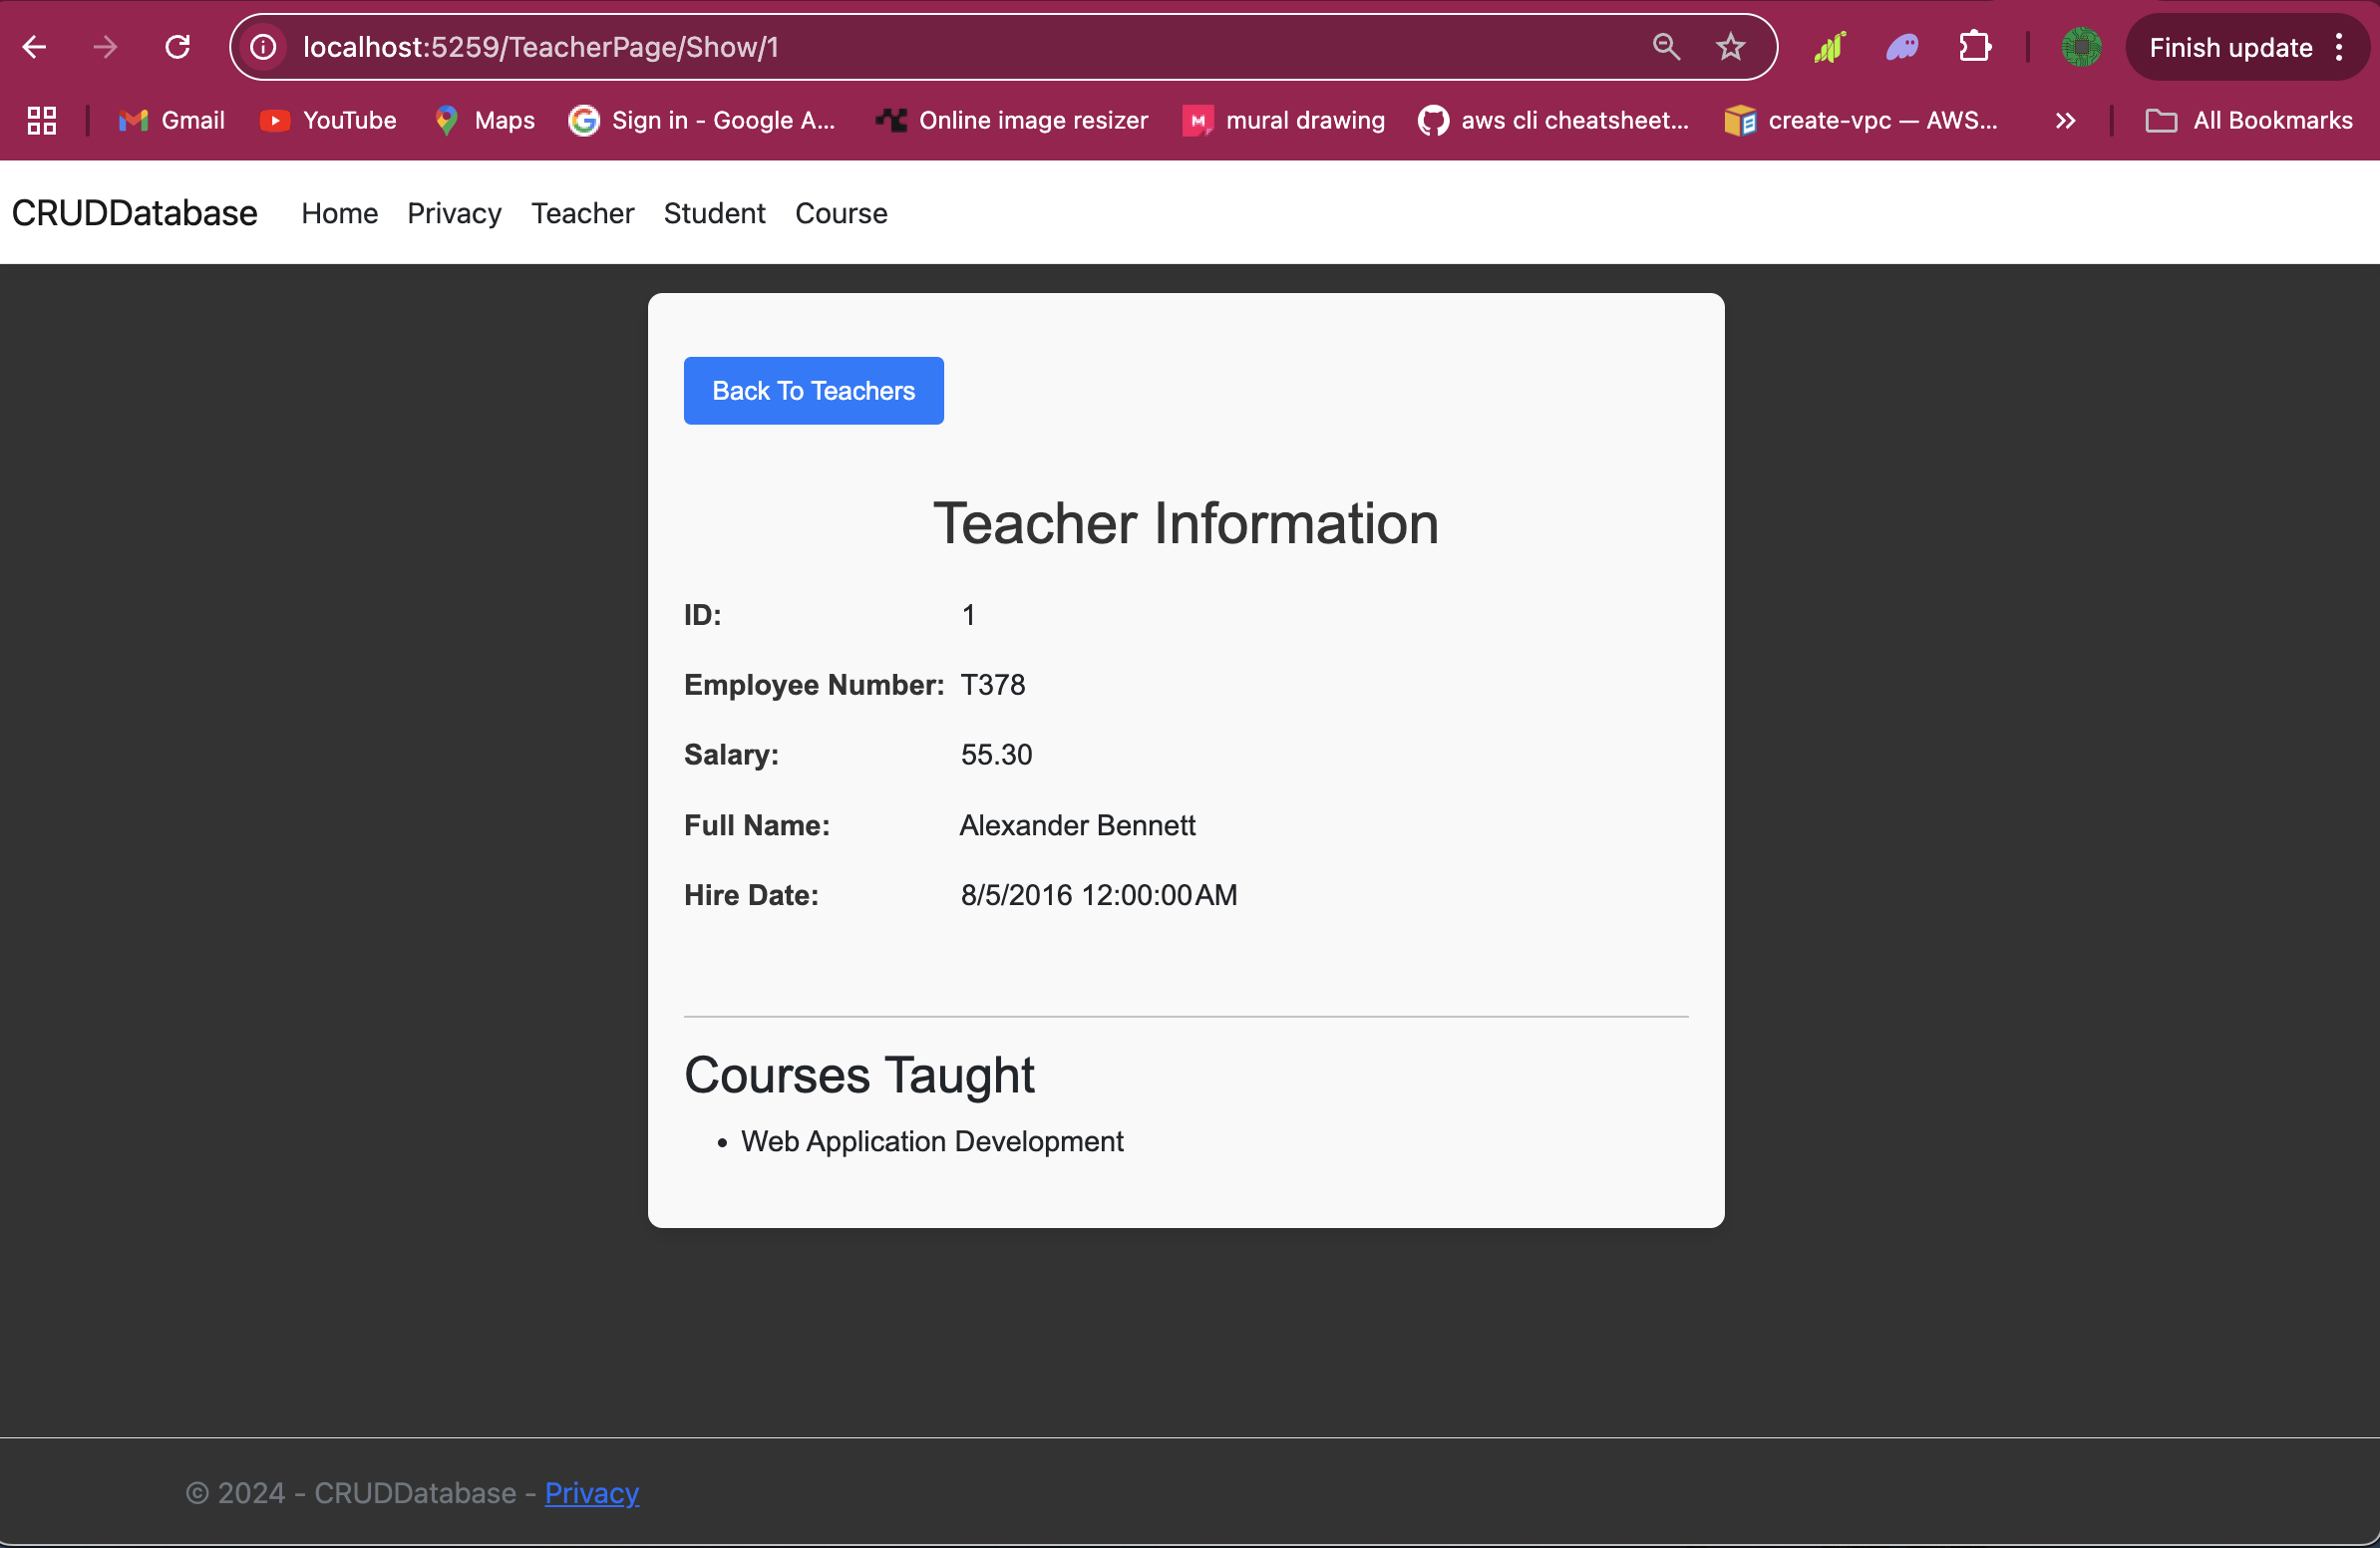 localhost:5259/TeacherPage/Show/1
Finish update
Gmail YouTube Maps Sign in - Google A... Online image resizer mural drawing aws cli cheatsheet... create-vpc — AWS... All Bookmarks
CRUDDatabase Home Privacy Teacher Student Course
Back To Teachers
Teacher Information
ID: 1
Employee Number: T378
Salary: 55.30
Full Name: Alexander Bennett
Hire Date: 8/5/2016 12:00:00 AM
Courses Taught
• Web Application Development
© 2024 - CRUDDatabase - Privacy